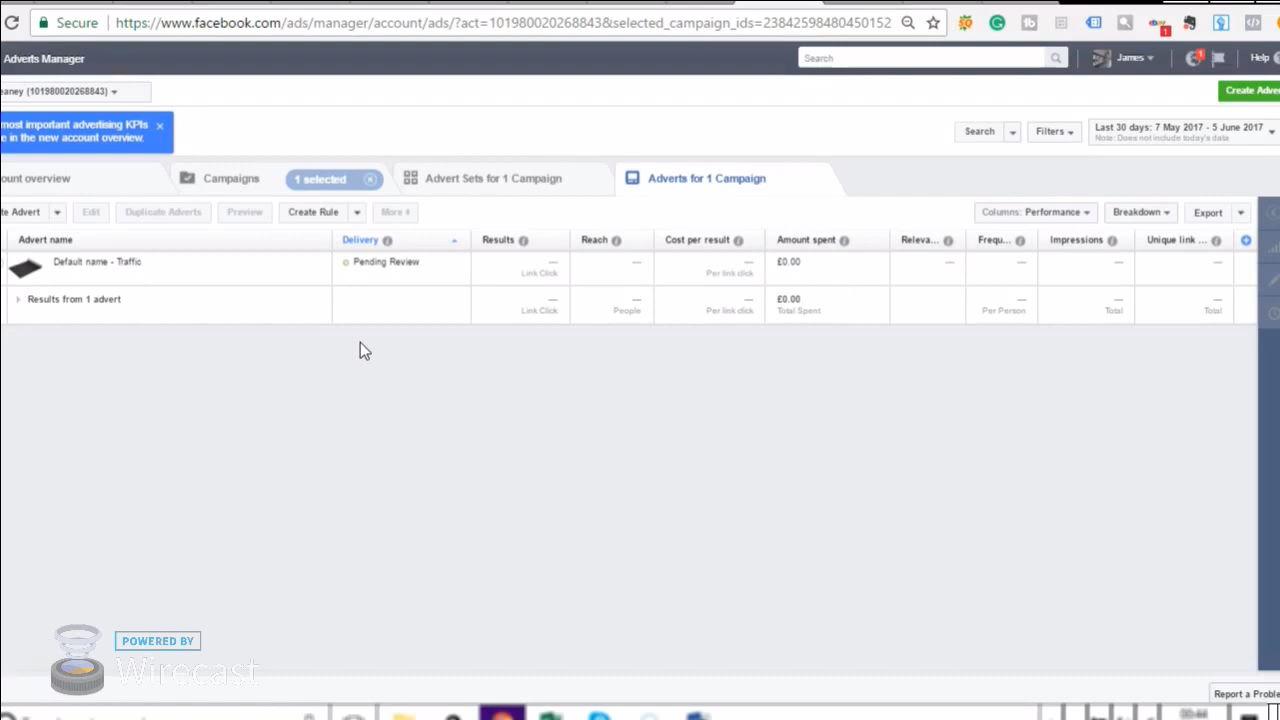 https://www.facebook.com/ads/manager/account/ads/?act=101980020268843&selected_campaign_ids=23842598480450152
Secure
1
Adverts Manager
Search
James
1
Help
eaney (101980020268843)
Create Adver
most important advertising KPIs
e in the new account overview.
Search
Filters
Last 30 days: 7 May 2017 - 5 June 2017
Note: Does not include today's data
ount overview
Campaigns
1 selected
Advert Sets for 1 Campaign
Adverts for 1 Campaign
te Advert
Edit
Duplicate Adverts
Preview
Create Rule
More
Columns: Performance
Breakdown
Export
Advert name
Delivery
Results
Reach
Cost per result
Amount spent
Releva...
Frequ...
Impressions
Unique link ...
Default name - Traffic
Pending Review
—
Link Click
—
—
Per link click
£0.00
—
—
—
—
Results from 1 advert
—
Link Click
—
People
—
Per link click
£0.00
Total Spent
—
Per Person
—
Total
—
Total
POWERED BY
Wirecast
Report a Proble